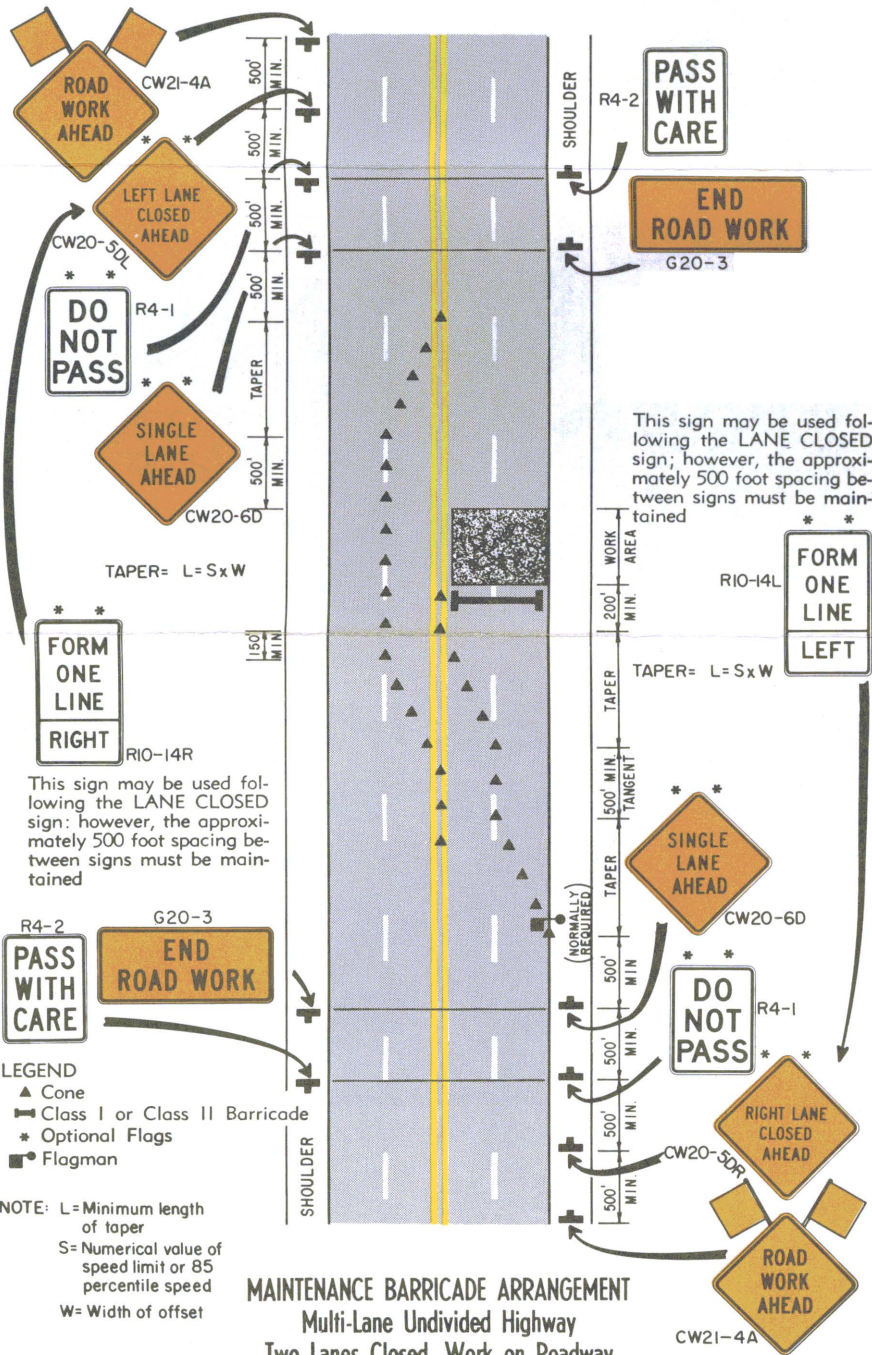 ROAD
WORK
AHEAD
CW21-4A
LEFT LANE
CLOSED
AHEAD
CW20-5DL
DO
NOT
PASS
R4-1
SINGLE
LANE
AHEAD
CW20-6D
TAPER= L=SxW
FORM
ONE
LINE
RIGHT
R10-14R
This sign may be used fol-
lowing the LANE CLOSED
sign: however, the approxi-
mately 500 foot spacing be-
tween signs must be main-
tained
R4-2
PASS
WITH
CARE
G20-3
END
ROAD WORK
LEGEND
Cone
Class I or Class II Barricade
* Optional Flags
Flagman
NOTE: L= Minimum length
of taper
S= Numerical value of
speed limit or 85
percentile speed
W= Width of offset
500' MIN.
500' MIN.
500' MIN.
500' MIN.
TAPER
500' MIN.
150' MIN
SHOULDER
SHOULDER
R4-2
PASS
WITH
CARE
END
ROAD WORK
G20-3
This sign may be used fol-
lowing the LANE CLOSED
sign; however, the approxi-
mately 500 foot spacing be-
tween signs must be main-
tained
WORK AREA
200' MIN.
TAPER
500' MIN. TANGENT
TAPER
(NORMALLY REQUIRED)
500' MIN
500' MIN.
500' MIN.
500' MIN.
R10-14L
FORM
ONE
LINE
LEFT
TAPER= L=SxW
SINGLE
LANE
AHEAD
CW20-6D
DO
NOT
PASS
R4-1
RIGHT LANE
CLOSED
AHEAD
CW20-5DR
ROAD
WORK
AHEAD
CW21-4A
MAINTENANCE BARRICADE ARRANGEMENT
Multi-Lane Undivided Highway
Two Lanes Closed, Work on Roadway